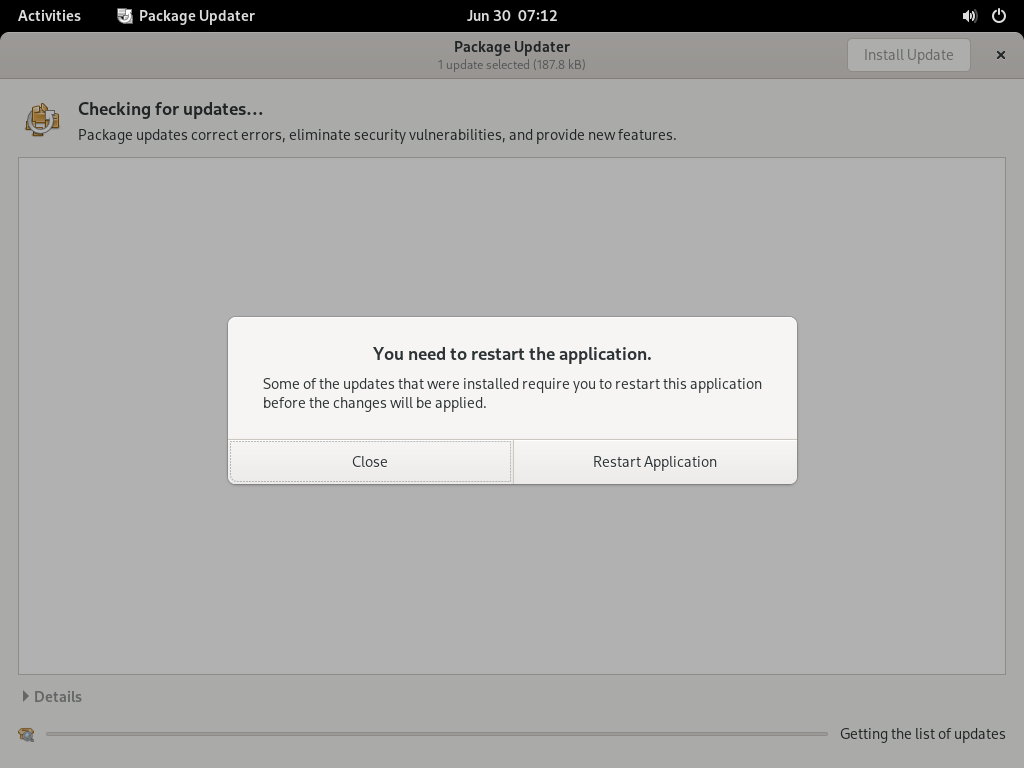 Activities Package Updater Jun 30 07:12
Package Updater
1 update selected (187.8 kB)
Install Update
Checking for updates...
Package updates correct errors, eliminate security vulnerabilities, and provide new features.
You need to restart the application.
Some of the updates that were installed require you to restart this application
before the changes will be applied.
Close Restart Application
Details
Getting the list of updates